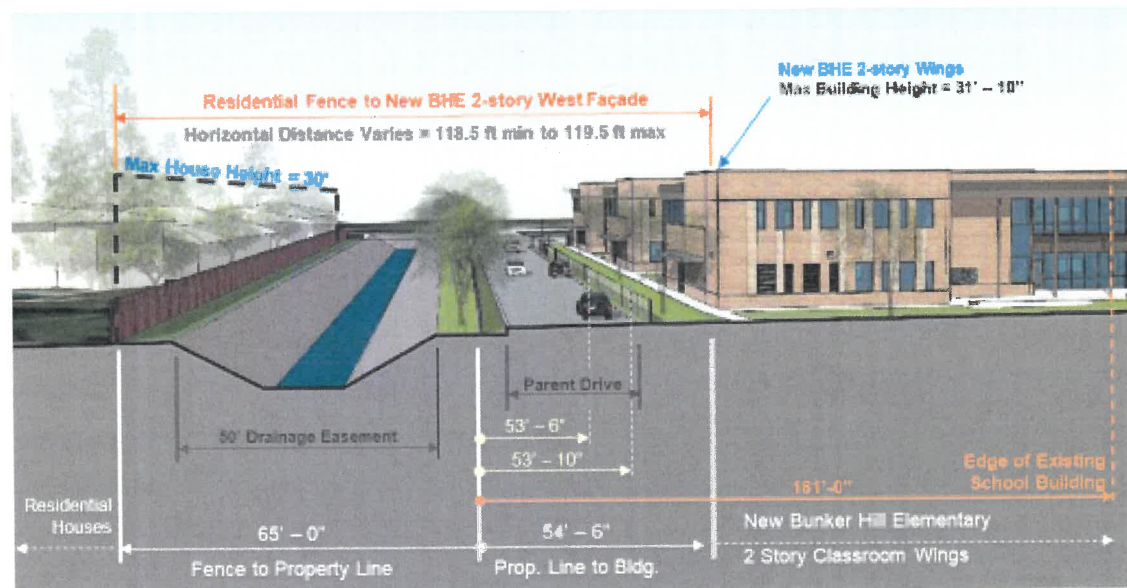 New BHE 2-story Wings
Max Building Height = 31' – 10"
Residential Fence to New BHE 2-story West Façade
Horizontal Distance Varies = 118.5 ft min to 119.5 ft max
Max House Height = 30'
Parent Drive
50' Drainage Easement
53' – 6"
53' – 10"
Edge of Existing
School Building
181'-0"
Residential
Houses
65' – 0"
54' – 6"
New Bunker Hill Elementary
Fence to Property Line
Prop. Line to Bldg.
2 Story Classroom Wings